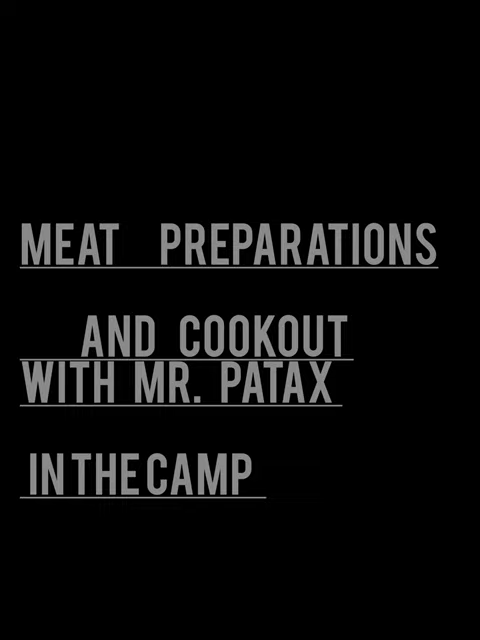 MEAT PREPARATIONS
AND COOKOUT
WITH MR. PATAX
IN THE CAMP